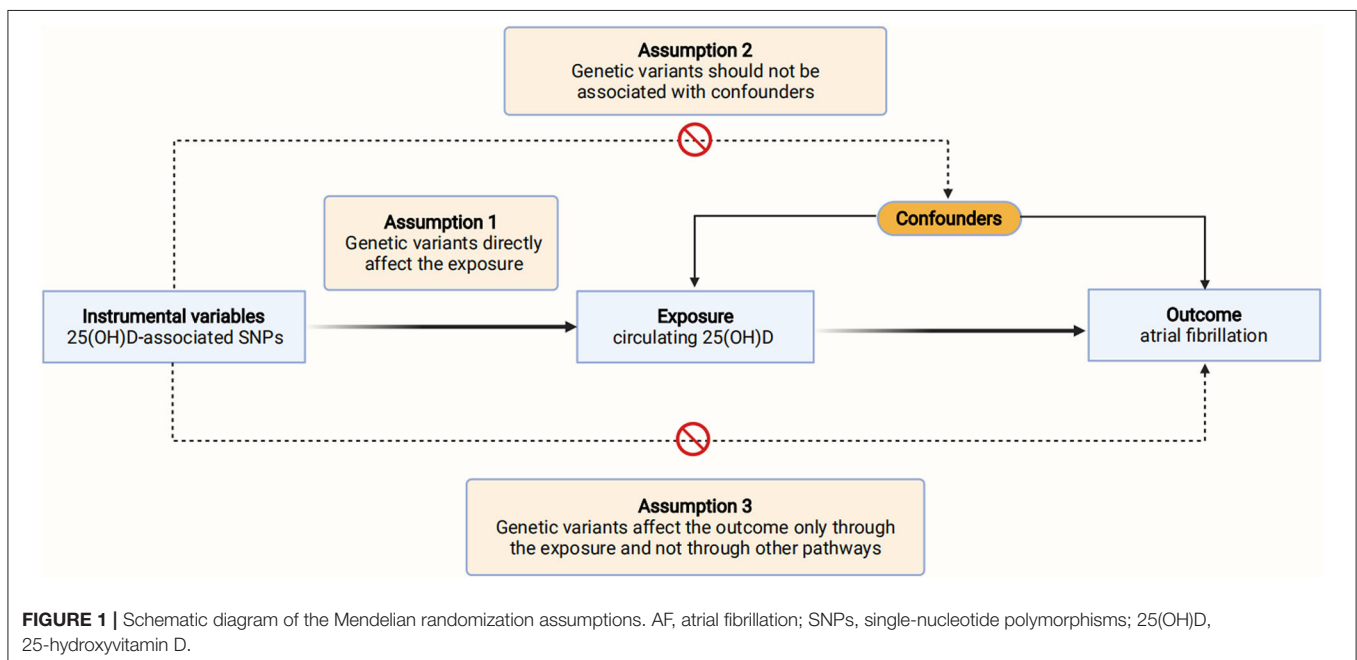 Assumption 2
Genetic variants should not be
associated with confounders
Assumption 1
Genetic variants directly
affect the exposure
Confounders
Instrumental variables
25(OH)D-associated SNPs
Exposure
circulating 25(OH)D
Outcome
atrial fibrillation
Assumption 3
Genetic variants affect the outcome only through
the exposure and not through other pathways
FIGURE 1 | Schematic diagram of the Mendelian randomization assumptions. AF, atrial fibrillation; SNPs, single-nucleotide polymorphisms; 25(OH)D,
25-hydroxyvitamin D.